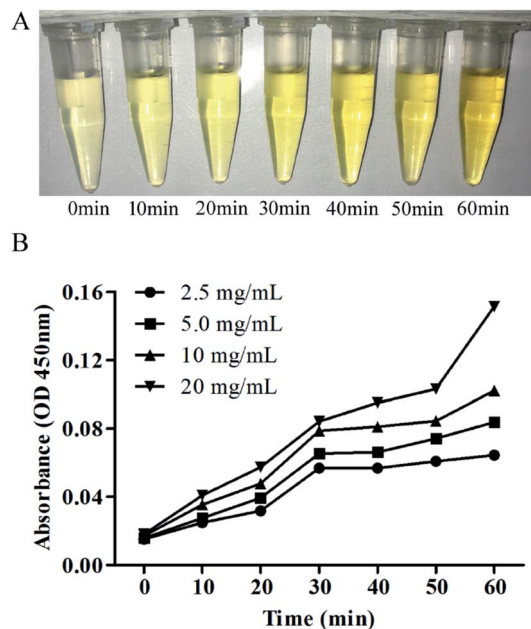 A
0min 10min 20min 30min 40min 50min 60min
B
Absorbance (OD 450nm)
0.16
0.12
0.08
0.04
0.00
2.5 mg/mL
5.0 mg/mL
10 mg/mL
20 mg/mL
0 10 20 30 40 50 60
Time (min)